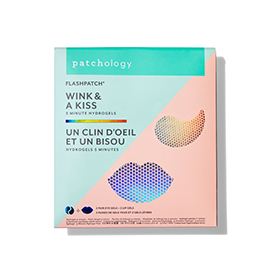 patchology
FLASHPATCH®
WINK &
A KISS
5 MINUTE HYDROGELS
UN CLIN D'OEIL
ET UN BISOU
HYDROGELS 5 MINUTES